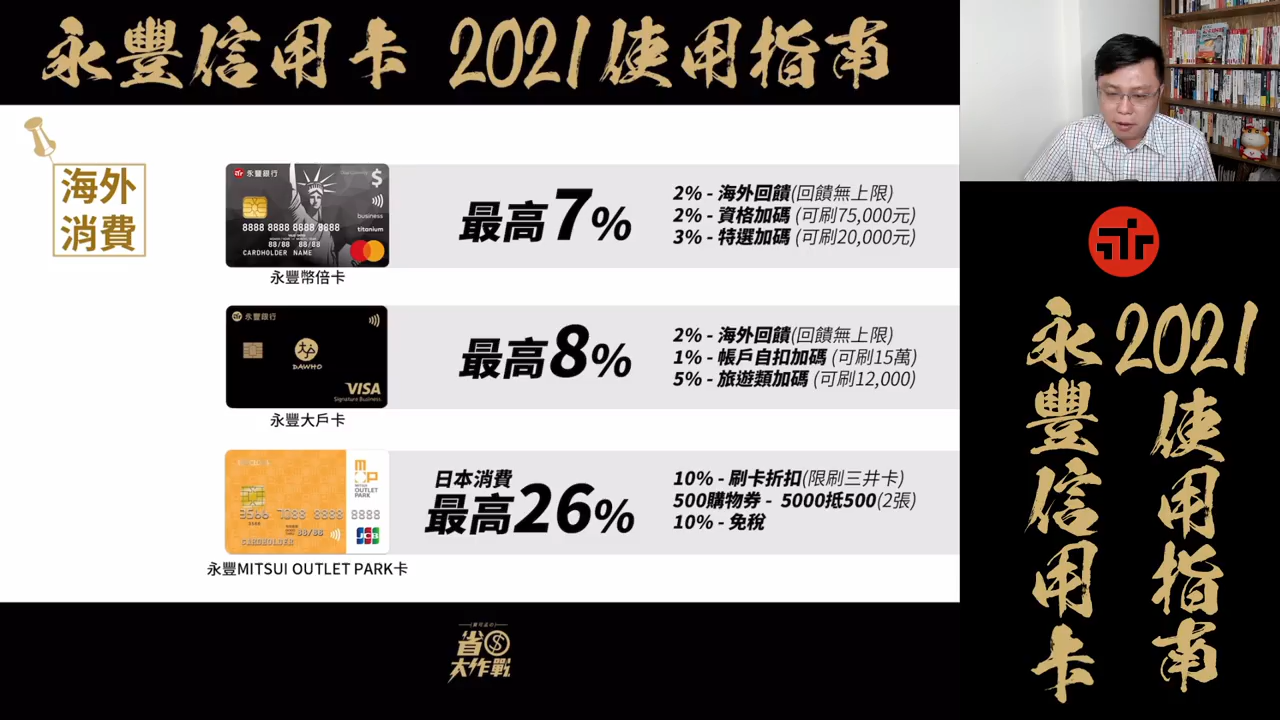 永豐信用卡 2021使用指南
海外
消費
永豐銀行
$
business
titanium
8888 8888 8888 8888
88/88 88/88
CARDHOLDER NAME
永豐幣倍卡
最高7%
2% - 海外回饋(回饋無上限)
2% - 資格加碼 (可刷75,000元)
3% - 特選加碼 (可刷20,000元)
永豐銀行
大戶
DAWHO
VISA
Signature Business
永豐大戶卡
最高8%
2% - 海外回饋(回饋無上限)
1% - 帳戶自扣加碼 (可刷15萬)
5% - 旅遊類加碼 (可刷12,000)
MITSUI
OUTLET
PARK
3566 7088 8888 8888
88/88
CARDHOLDER
JCB
永豐MITSUI OUTLET PARK卡
日本消費
最高26%
10% - 刷卡折扣(限刷三井卡)
500購物券 - 5000抵500(2張)
10% - 免稅
省$
大作戰
永豐信用卡
2021使用指南